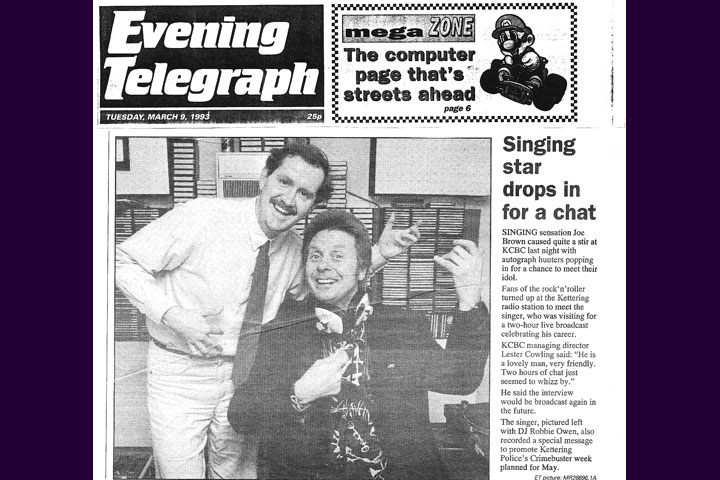 Evening
Telegraph
TUESDAY, MARCH 9, 1993 25p
mega ZONE
The computer
page that's
streets ahead
page 6
Singing
star
drops in
for a chat
SINGING sensation Joe
Brown caused quite a stir at
KCBC last night with
autograph hunters popping
in for a chance to meet their
idol.
Fans of the rock'n'roller
turned up at the Kettering
radio station to meet the
singer, who was visiting for
a two-hour live broadcast
celebrating his career.
KCBC managing director
Lester Cowling said: “He is
a lovely man, very friendly.
Two hours of chat just
seemed to whizz by.”
He said the interview
would be broadcast again in
the future.
The singer, pictured left
with DJ Robbie Owen, also
recorded a special message
to promote Kettering
Police's Crimebuster week
planned for May.
ET picture: MR26696.1A